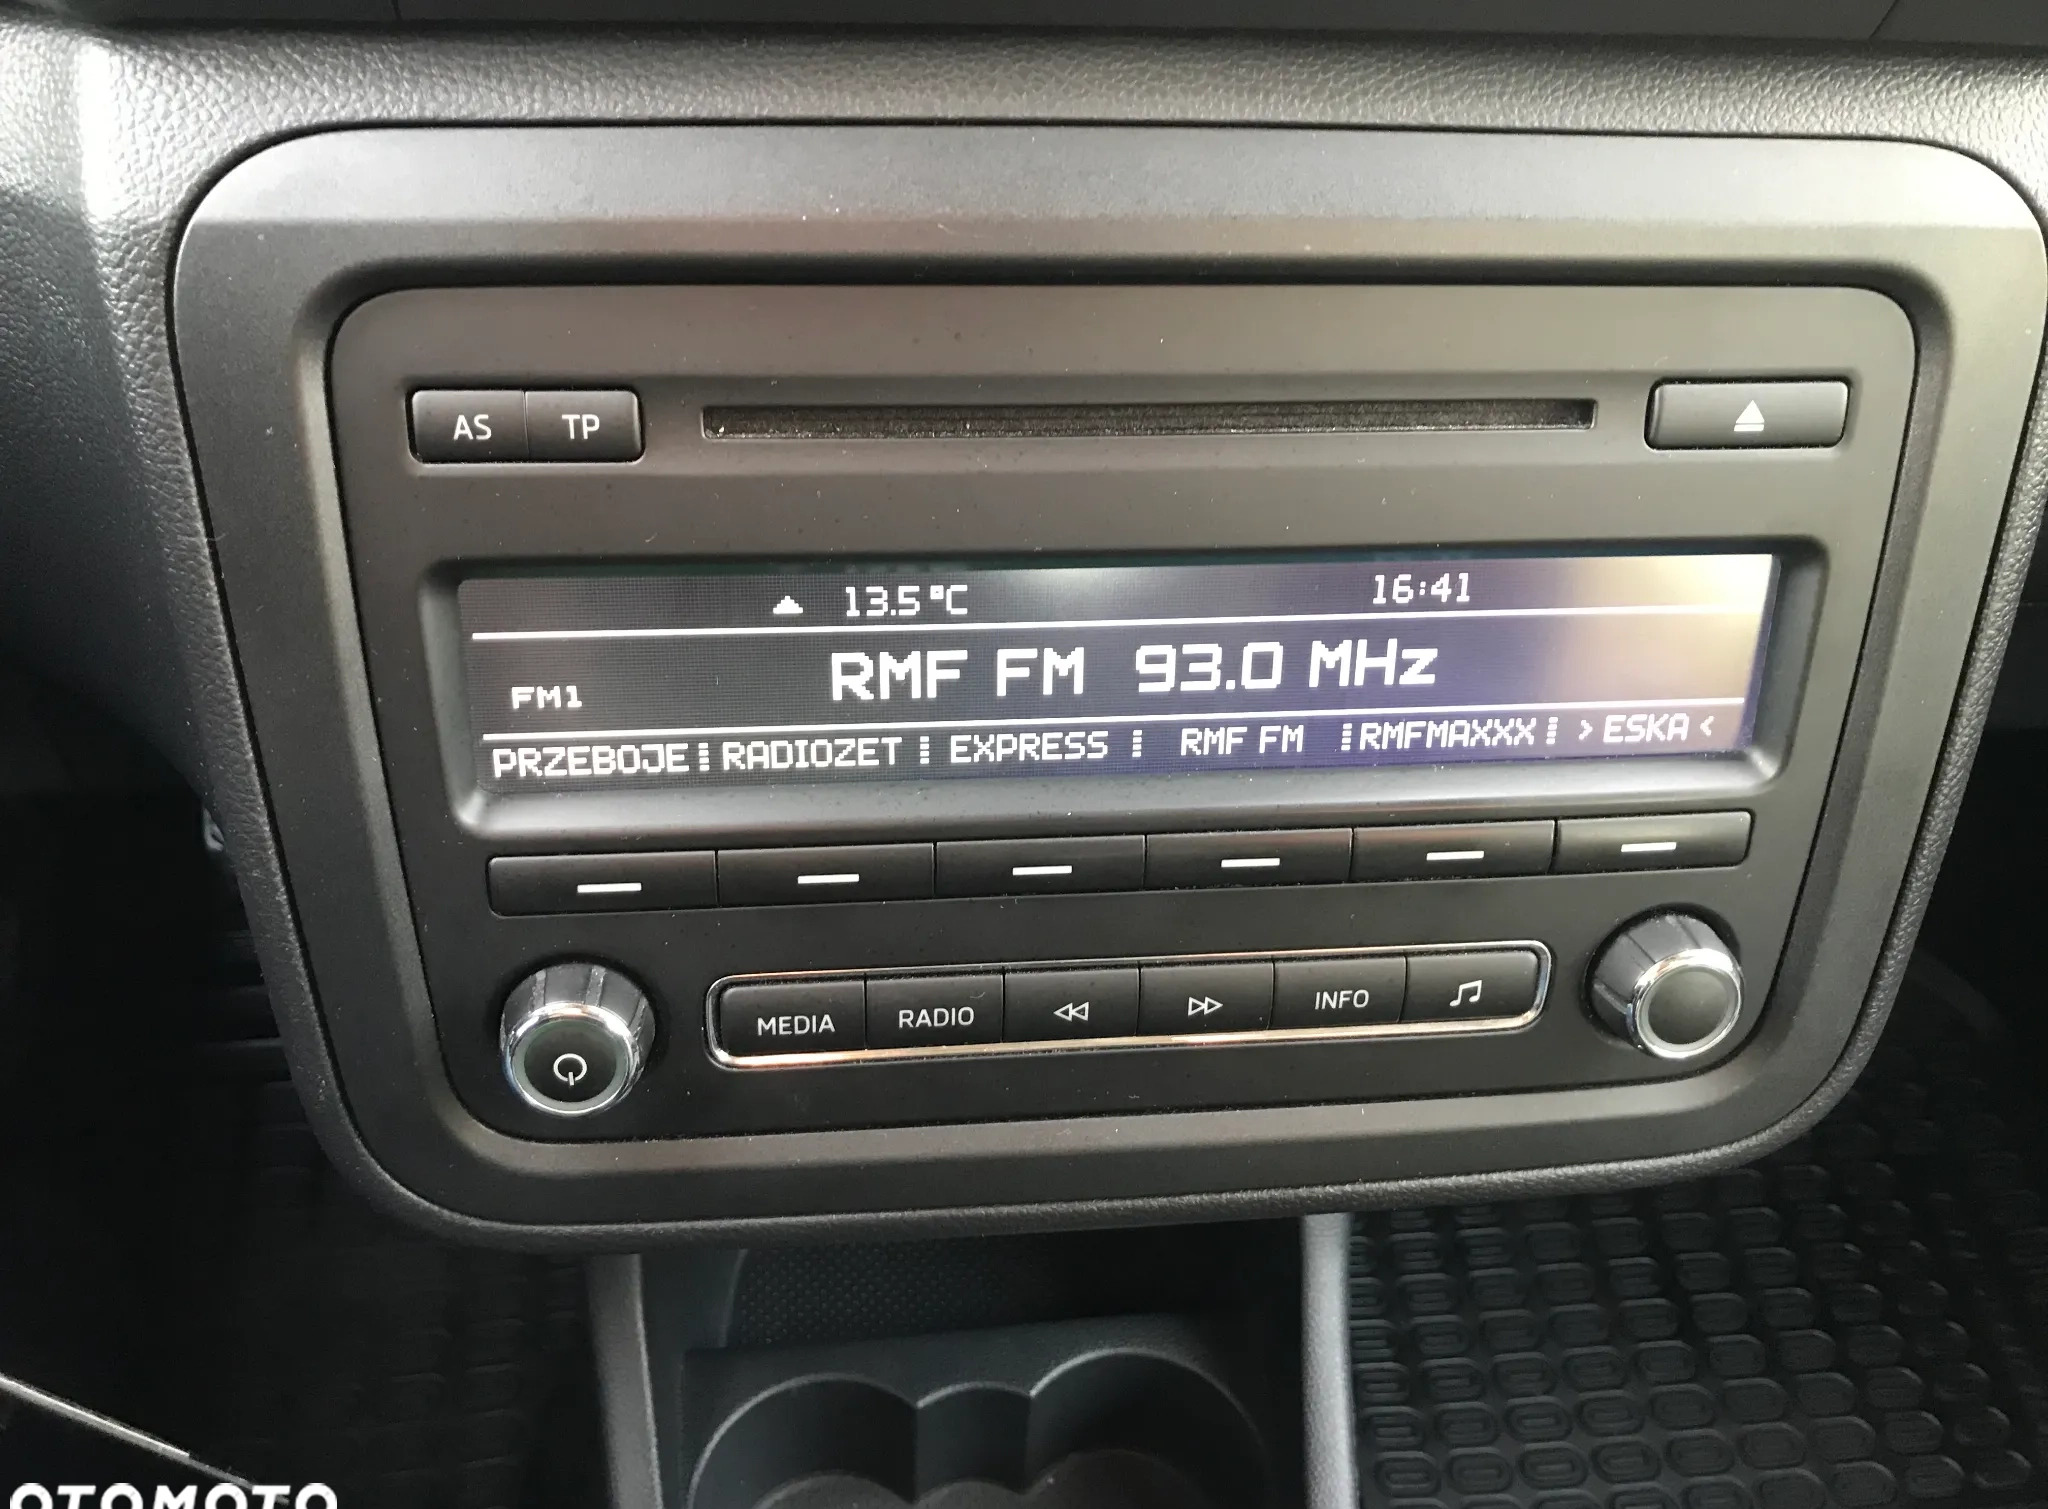 AS TP
13.5°C 16:41
FM1 RMF FM 93.0 MHz
PRZEBOJE RADIOZET EXPRESS RMF FM RMFMAXXX > ESKA <
MEDIA RADIO INFO
OTOMOTO